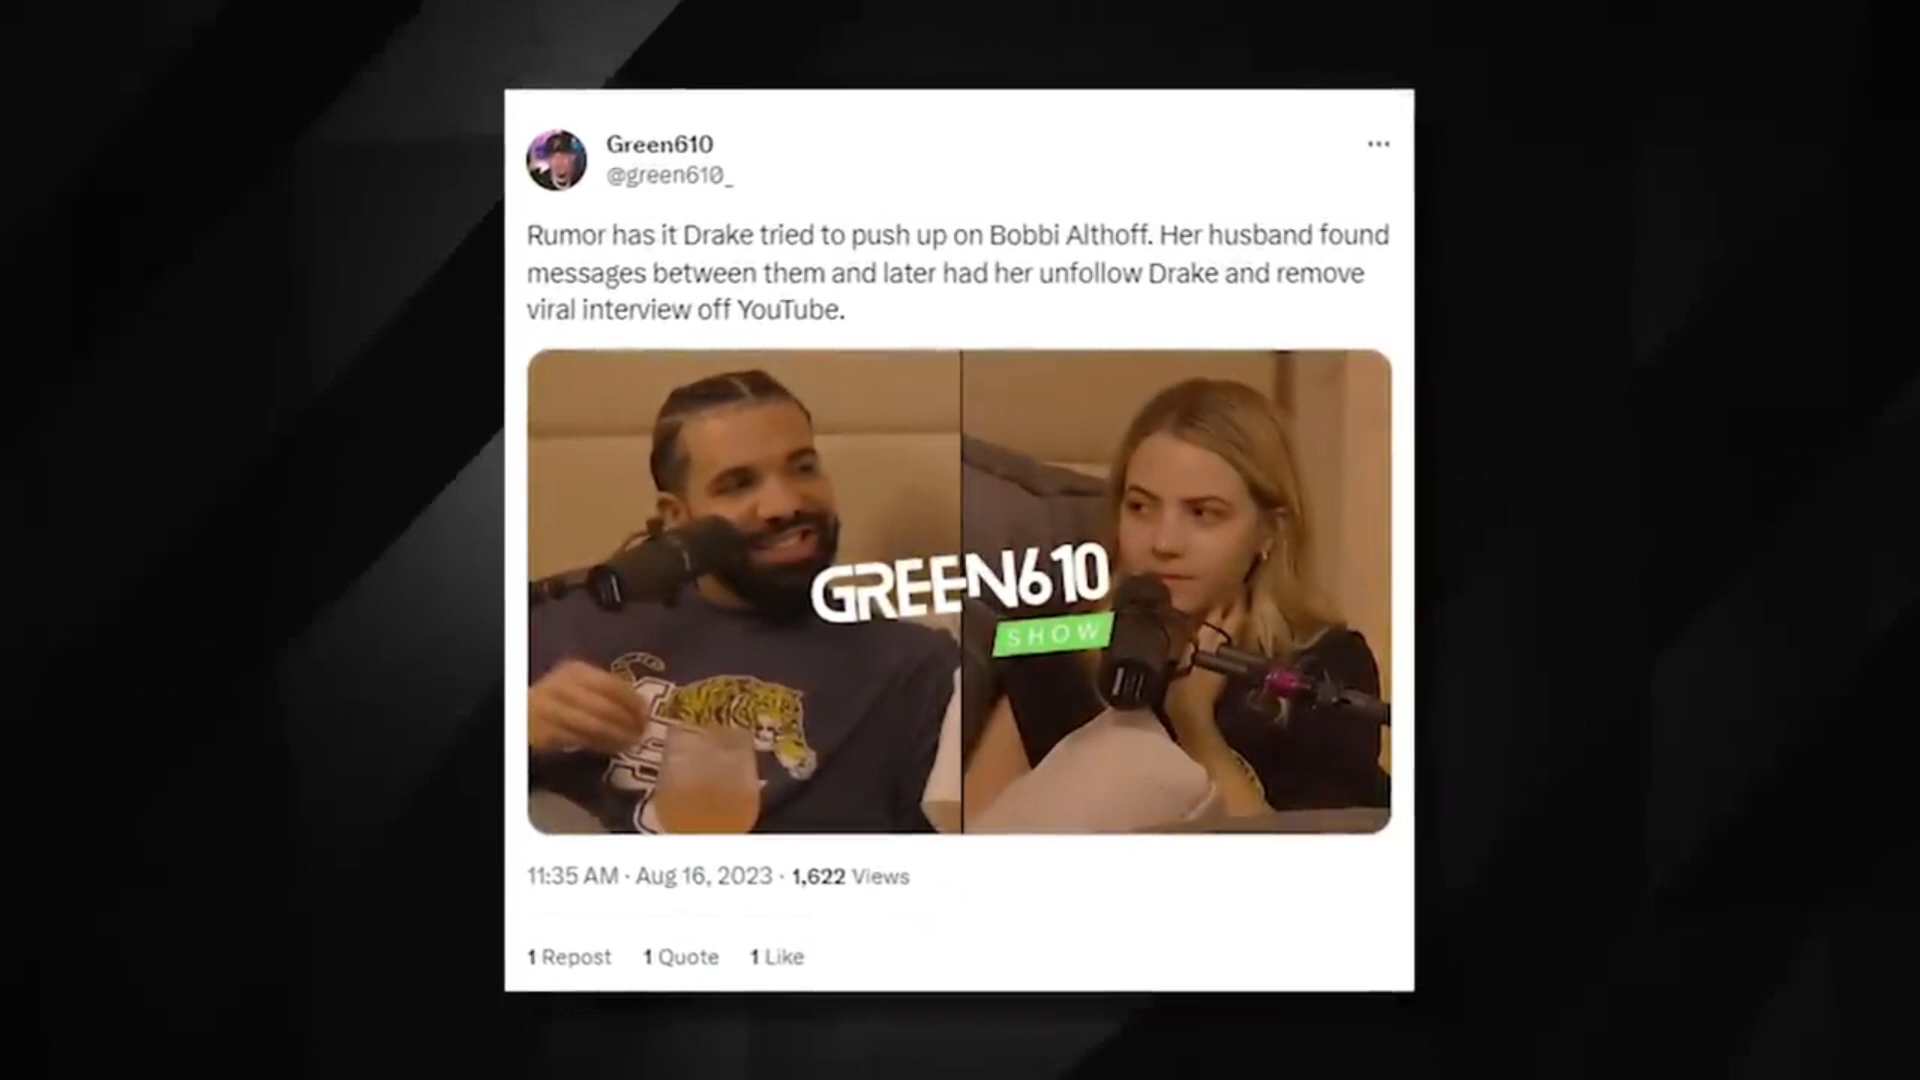 Green610
@green610_
Rumor has it Drake tried to push up on Bobbi Althoff. Her husband found
messages between them and later had her unfollow Drake and remove
viral interview off YouTube.
GREEN610
SHOW
11:35 AM · Aug 16, 2023 · 1,622 Views
1 Repost 1 Quote 1 Like